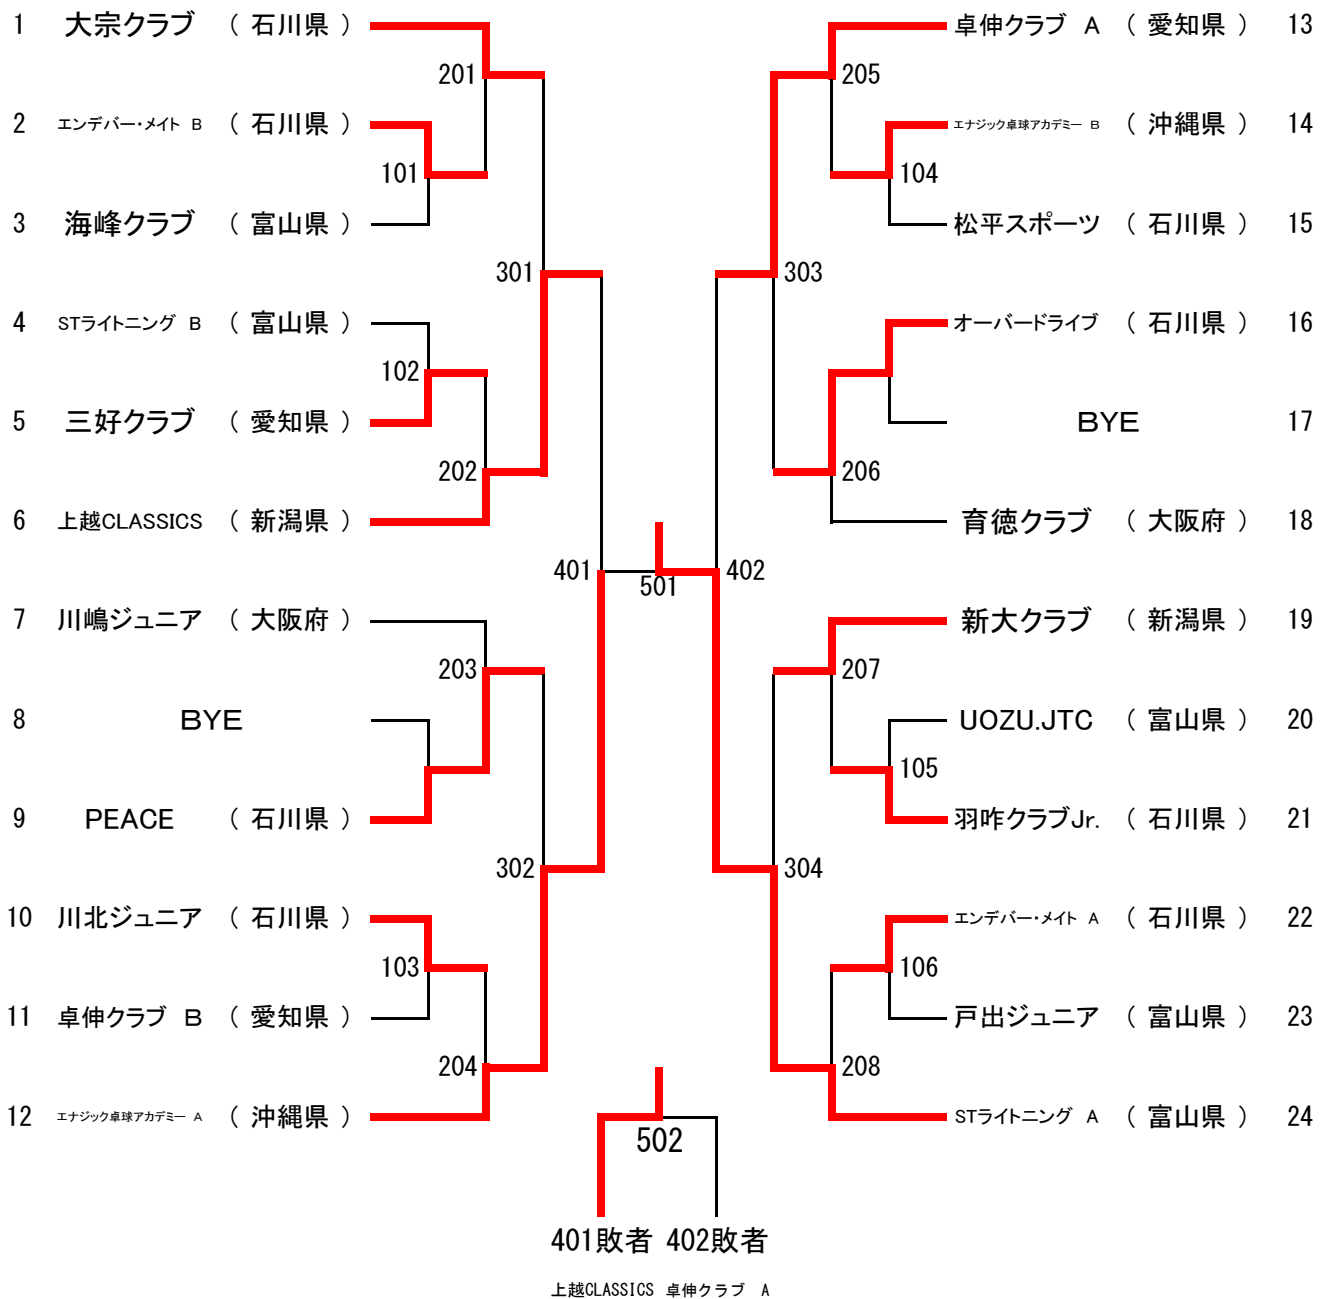 1 大宗クラブ （ 石川県 ）
201
2 エンデバー・メイト B （ 石川県 ）
101
3 海峰クラブ （ 富山県 ）
301
4 STライトニング B （ 富山県 ）
102
5 三好クラブ （ 愛知県 ）
202
6 上越CLASSICS （ 新潟県 ）
401
7 川嶋ジュニア （ 大阪府 ）
203
8 BYE
9 PEACE （ 石川県 ）
302
10 川北ジュニア （ 石川県 ）
103
11 卓伸クラブ B （ 愛知県 ）
204
12 エナジック卓球アカデミー A （ 沖縄県 ）
卓伸クラブ A （ 愛知県 ） 13
205
エナジック卓球アカデミー B （ 沖縄県 ） 14
104
松平スポーツ （ 石川県 ） 15
303
オーバードライブ （ 石川県 ） 16
BYE 17
206
育徳クラブ （ 大阪府 ） 18
402
501
新大クラブ （ 新潟県 ） 19
207
UOZU.JTC （ 富山県 ） 20
105
羽咋クラブJr. （ 石川県 ） 21
304
エンデバー・メイト A （ 石川県 ） 22
106
戸出ジュニア （ 富山県 ） 23
208
STライトニング A （ 富山県 ） 24
502
401敗者 402敗者
上越CLASSICS 卓伸クラブ A